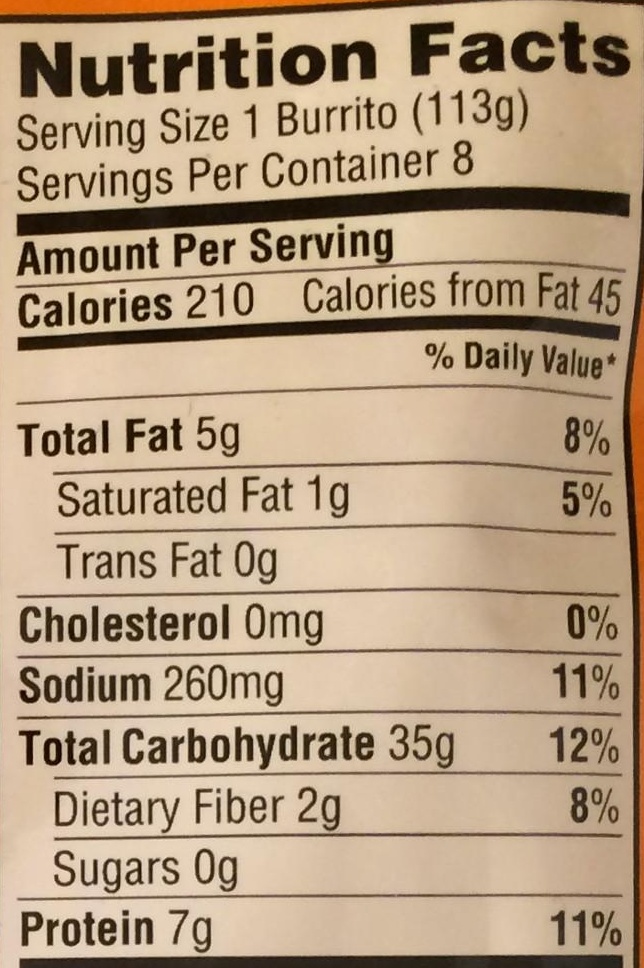 Nutrition Facts
Serving Size 1 Burrito (113g)
Servings Per Container 8
Amount Per Serving
Calories 210 Calories from Fat 45
% Daily Value*
Total Fat 5g 8%
Saturated Fat 1g 5%
Trans Fat 0g
Cholesterol 0mg 0%
Sodium 260mg 11%
Total Carbohydrate 35g 12%
Dietary Fiber 2g 8%
Sugars 0g
Protein 7g 11%